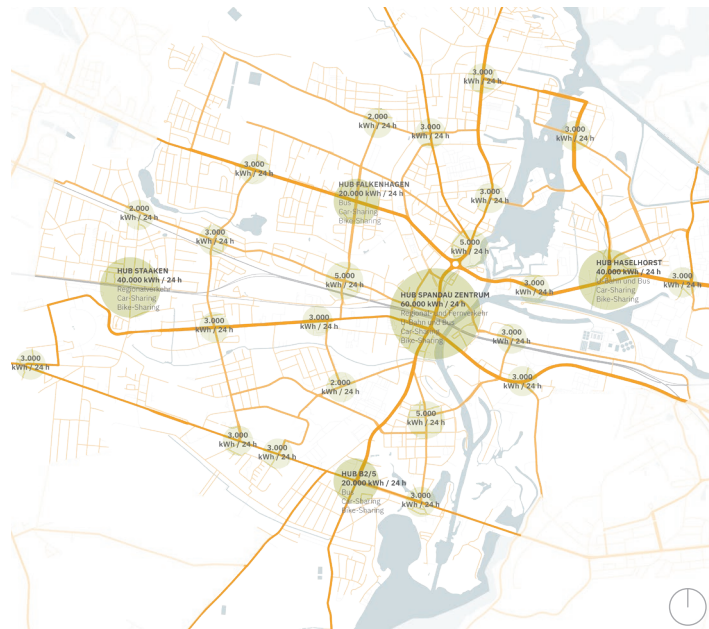 3.000
kWh / 24 h
2.000
kWh / 24 h
3.000
kWh / 24 h
3.000
kWh / 24 h
3.000
kWh / 24 h
HUB FALKENHAGEN
20.000 kWh / 24 h
Bus
Car-Sharing
Bike-Sharing
3.000
kWh / 24 h
2.000
kWh / 24 h
3.000
kWh / 24 h
5.000
kWh / 24 h
HUB STAAKEN
40.000 kWh / 24 h
Regionalverkehr
Car-Sharing
Bike-Sharing
5.000
kWh / 24 h
HUB HASELHORST
40.000 kWh / 24 h
U-Bahn und Bus
Car-Sharing
Bike-Sharing
3.000
kWh / 24 h
3.000
kWh / 24 h
HUB SPANDAU ZENTRUM
60.000 kWh / 24 h
Regional- und Fernverkehr
U-Bahn und Bus
Car-Sharing
Bike-Sharing
3.000
kWh / 24 h
3.000
kWh / 24 h
3.000
kWh / 24 h
3.000
kWh / 24 h
2.000
kWh / 24 h
3.000
kWh / 24 h
5.000
kWh / 24 h
3.000
kWh / 24 h
3.000
kWh / 24 h
HUB B2/5
20.000 kWh / 24 h
Bus
Car-Sharing
Bike-Sharing
3.000
kWh / 24 h